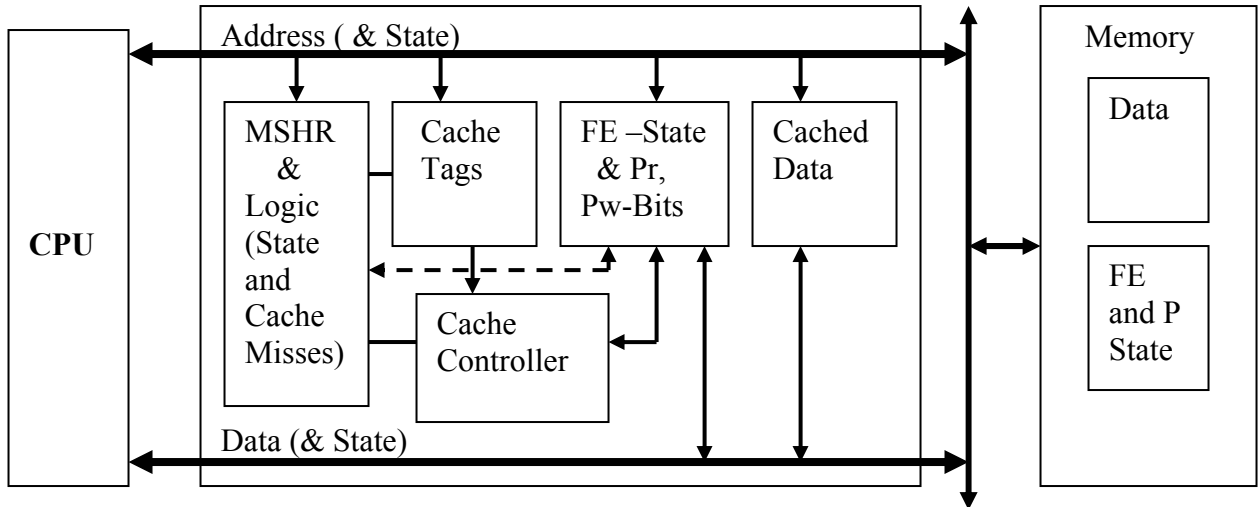 CPU
Address ( & State)
MSHR
&
Logic
(State
and
Cache
Misses)
Cache
Tags
FE –State
& Pr,
Pw-Bits
Cached
Data
Cache
Controller
Data (& State)
Memory
Data
FE
and P
State